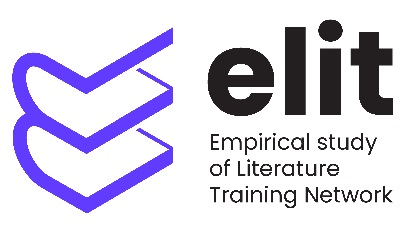 elit
Empirical study
of Literature
Training Network